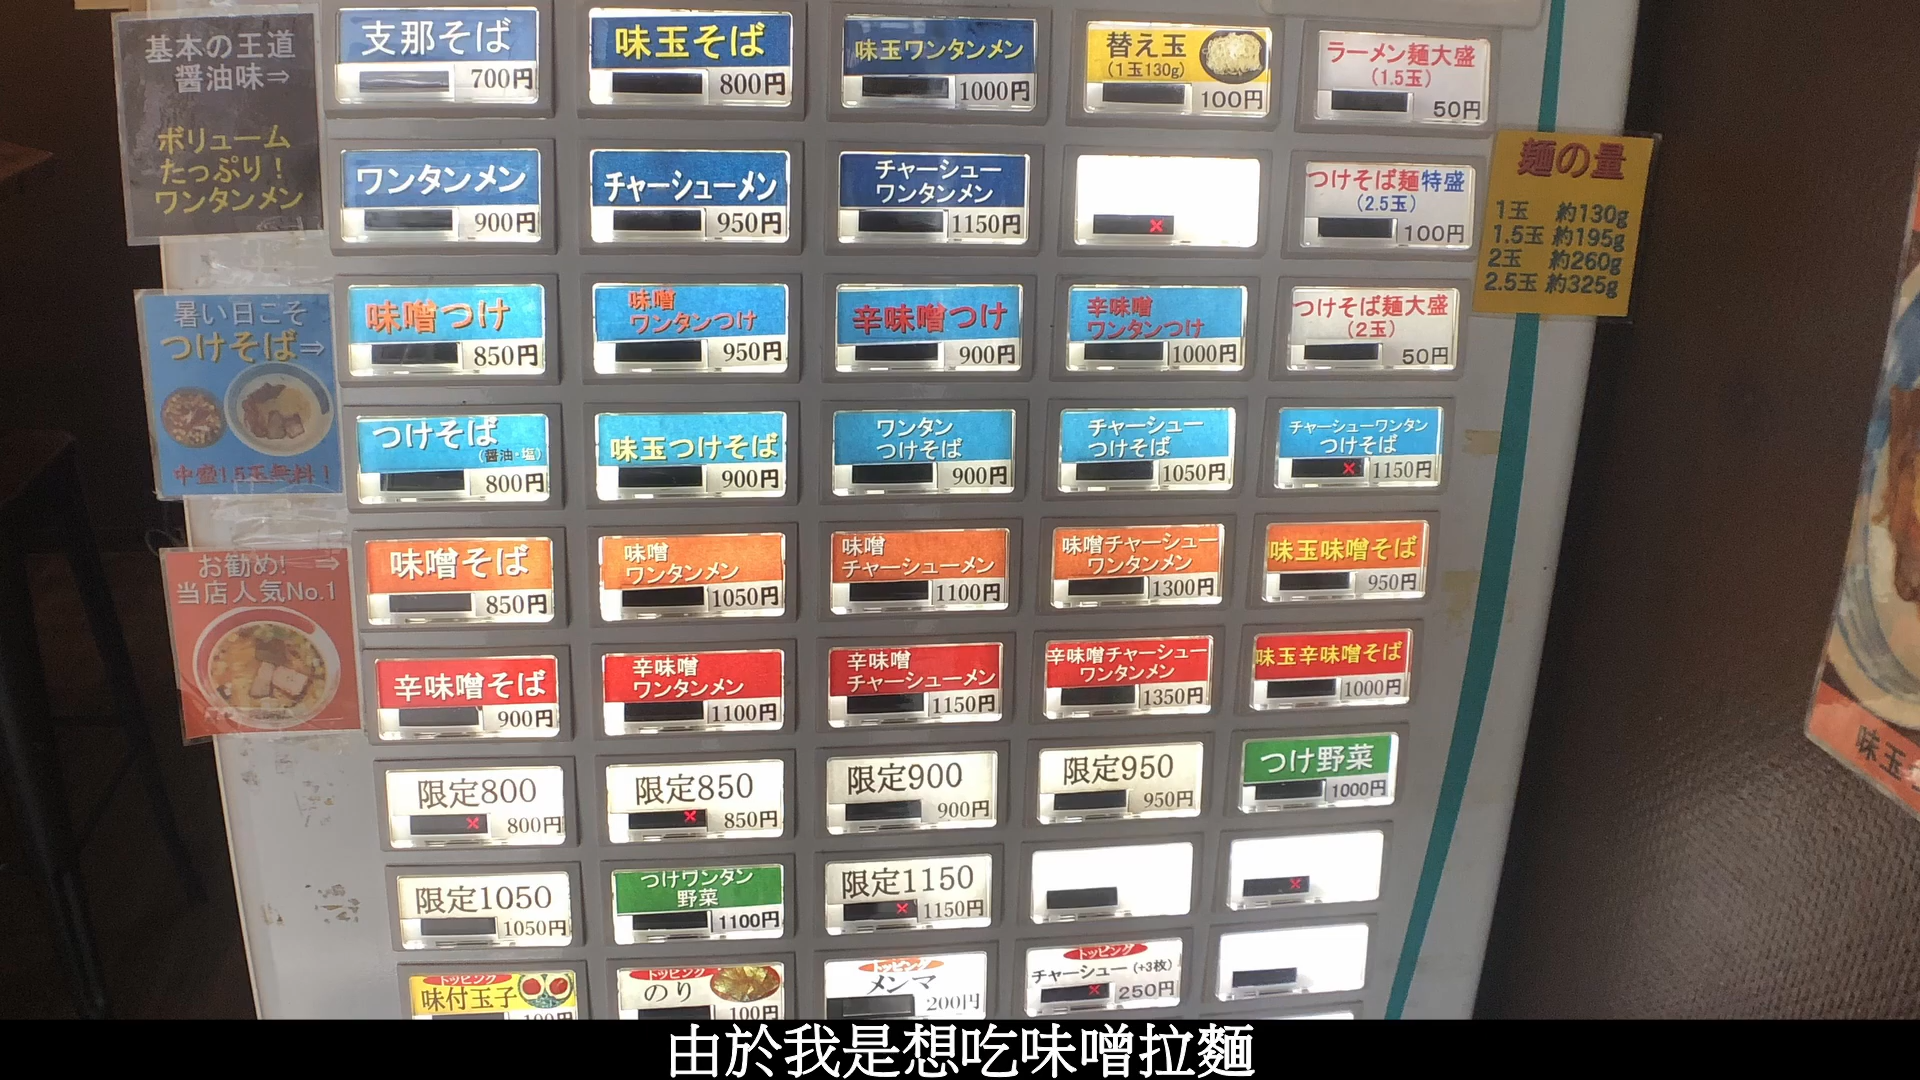 基本の王道
醤油味⇒
ボリューム
たっぷり！
ワンタンメン
支那そば
700円
味玉そば
800円
味玉ワンタンメン
1000円
替え玉
(1玉130g)
100円
ラーメン麺大盛
(1.5玉)
50円
ワンタンメン
900円
チャーシューメン
950円
チャーシュー
ワンタンメン
1150円
つけそば麺特盛
(2.5玉)
100円
麺の量
1玉 約130g
1.5玉 約195g
2玉 約260g
2.5玉 約325g
暑い日こそ
つけそば⇒
中盛1.5玉無料！
味噌つけ
850円
味噌
ワンタンつけ
950円
辛味噌つけ
900円
辛味噌
ワンタンつけ
1000円
つけそば麺大盛
(2玉)
50円
つけそば
(醤油・塩)
800円
味玉つけそば
900円
ワンタン
つけそば
900円
チャーシュー
つけそば
1050円
チャーシューワンタン
つけそば
1150円
お勧め！ ⇒
当店人気No.1
味噌そば
850円
味噌
ワンタンメン
1050円
味噌
チャーシューメン
1100円
味噌チャーシュー
ワンタンメン
1300円
味玉味噌そば
950円
辛味噌そば
900円
辛味噌
ワンタンメン
1100円
辛味噌
チャーシューメン
1150円
辛味噌チャーシュー
ワンタンメン
1350円
味玉辛味噌そば
1000円
限定800
800円
限定850
850円
限定900
900円
限定950
950円
つけ野菜
1000円
味玉
限定1050
1050円
つけワンタン
野菜
1100円
限定1150
1150円
トッピング
味付玉子
100円
トッピング
のり
100円
トッピング
メンマ
200円
トッピング
チャーシュー (+3枚)
250円
由於我是想吃味噌拉麵